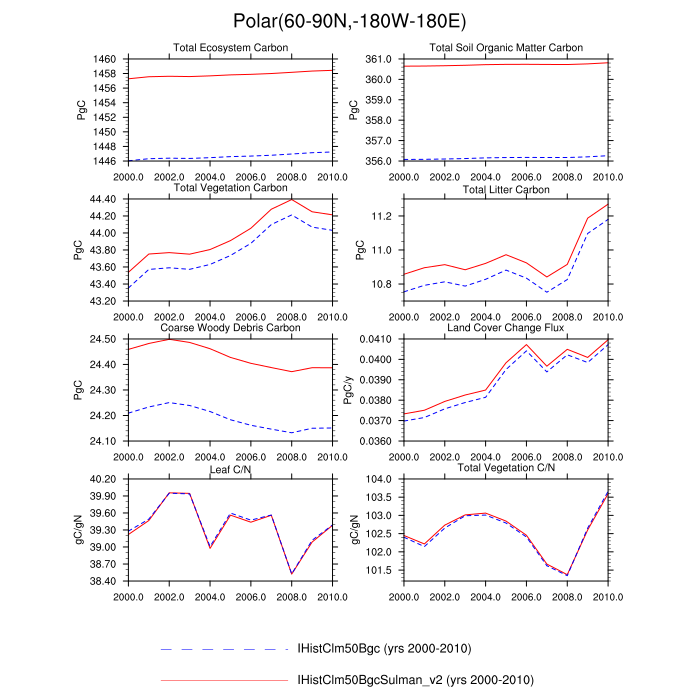 Polar(60-90N,-180W-180E)
Total Ecosystem Carbon
Total Soil Organic Matter Carbon
1460
1458
1456
1454
1452
1450
1448
1446
PgC
2000.0 2002.0 2004.0 2006.0 2008.0 2010.0
361.0
360.0
359.0
358.0
357.0
356.0
PgC
2000.0 2002.0 2004.0 2006.0 2008.0 2010.0
Total Vegetation Carbon
Total Litter Carbon
44.40
44.20
44.00
43.80
43.60
43.40
43.20
PgC
2000.0 2002.0 2004.0 2006.0 2008.0 2010.0
11.2
11.0
10.8
PgC
2000.0 2002.0 2004.0 2006.0 2008.0 2010.0
Coarse Woody Debris Carbon
Land Cover Change Flux
24.50
24.40
24.30
24.20
24.10
PgC
2000.0 2002.0 2004.0 2006.0 2008.0 2010.0
0.0410
0.0400
0.0390
0.0380
0.0370
0.0360
PgC/y
2000.0 2002.0 2004.0 2006.0 2008.0 2010.0
Leaf C/N
Total Vegetation C/N
40.20
39.90
39.60
39.30
39.00
38.70
38.40
gC/gN
2000.0 2002.0 2004.0 2006.0 2008.0 2010.0
104.0
103.5
103.0
102.5
102.0
101.5
gC/gN
2000.0 2002.0 2004.0 2006.0 2008.0 2010.0
IHistClm50Bgc (yrs 2000-2010)
IHistClm50BgcSulman_v2 (yrs 2000-2010)